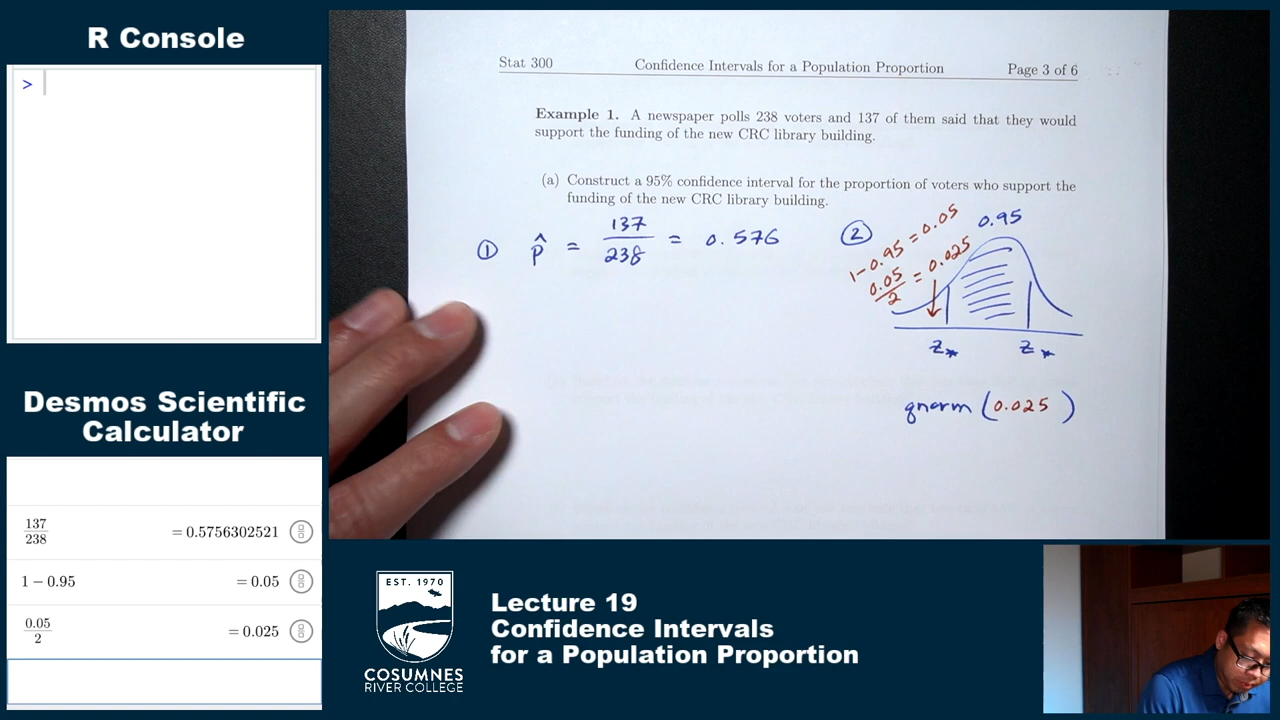 R Console
>
Desmos Scientific
Calculator
137
238
= 0.5756302521
1 − 0.95
= 0.05
0.05
2
= 0.025
Stat 300
Confidence Intervals for a Population Proportion
Page 3 of 6
Example 1. A newspaper polls 238 voters and 137 of them said that they would
support the funding of the new CRC library building.
(a) Construct a 95% confidence interval for the proportion of voters who support the
funding of the new CRC library building.
① p̂ = 137/238 = 0.576
②
1-0.95 = 0.05
0.05/2 = 0.025
0.95
z* z*
qnorm (0.025 )
EST. 1970
COSUMNES
RIVER COLLEGE
Lecture 19
Confidence Intervals
for a Population Proportion